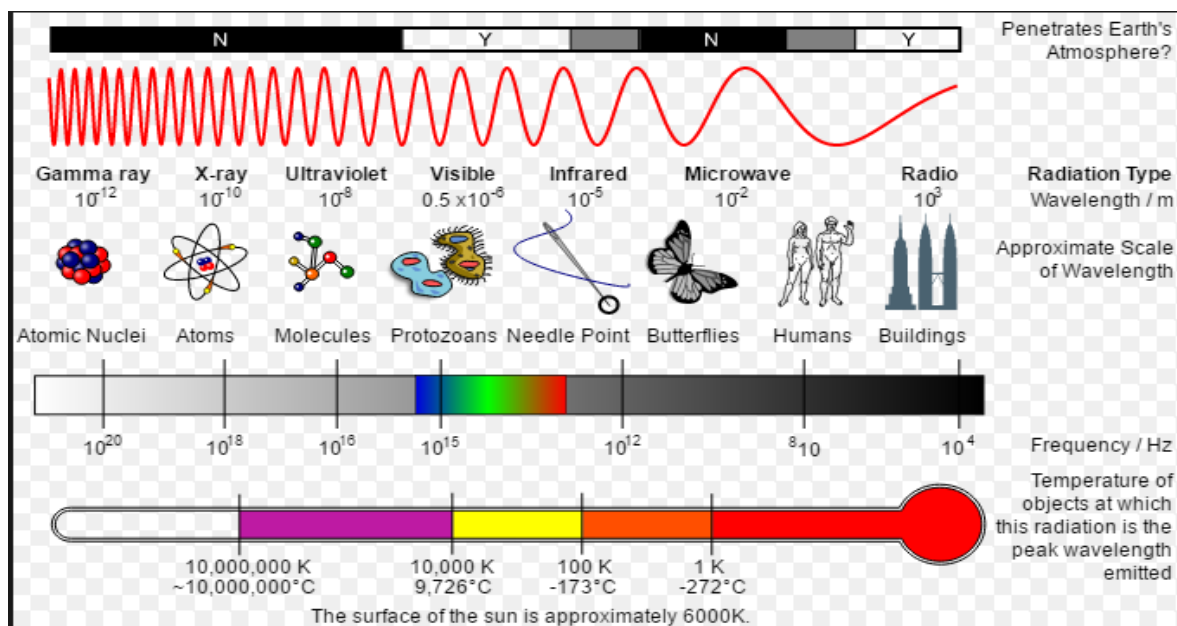 N Y N Y Penetrates Earth's
Atmosphere?
Gamma ray X-ray Ultraviolet Visible Infrared Microwave Radio Radiation Type
10⁻¹² 10⁻¹⁰ 10⁻⁸ 0.5 x10⁻⁶ 10⁻⁵ 10⁻² 10³ Wavelength / m
Approximate Scale
of Wavelength
Atomic Nuclei Atoms Molecules Protozoans Needle Point Butterflies Humans Buildings
10²⁰ 10¹⁸ 10¹⁶ 10¹⁵ 10¹² ⁸10 10⁴ Frequency / Hz
Temperature of
objects at which
this radiation is the
peak wavelength
emitted
10,000,000 K 10,000 K 100 K 1 K
~10,000,000°C 9,726°C -173°C -272°C
The surface of the sun is approximately 6000K.